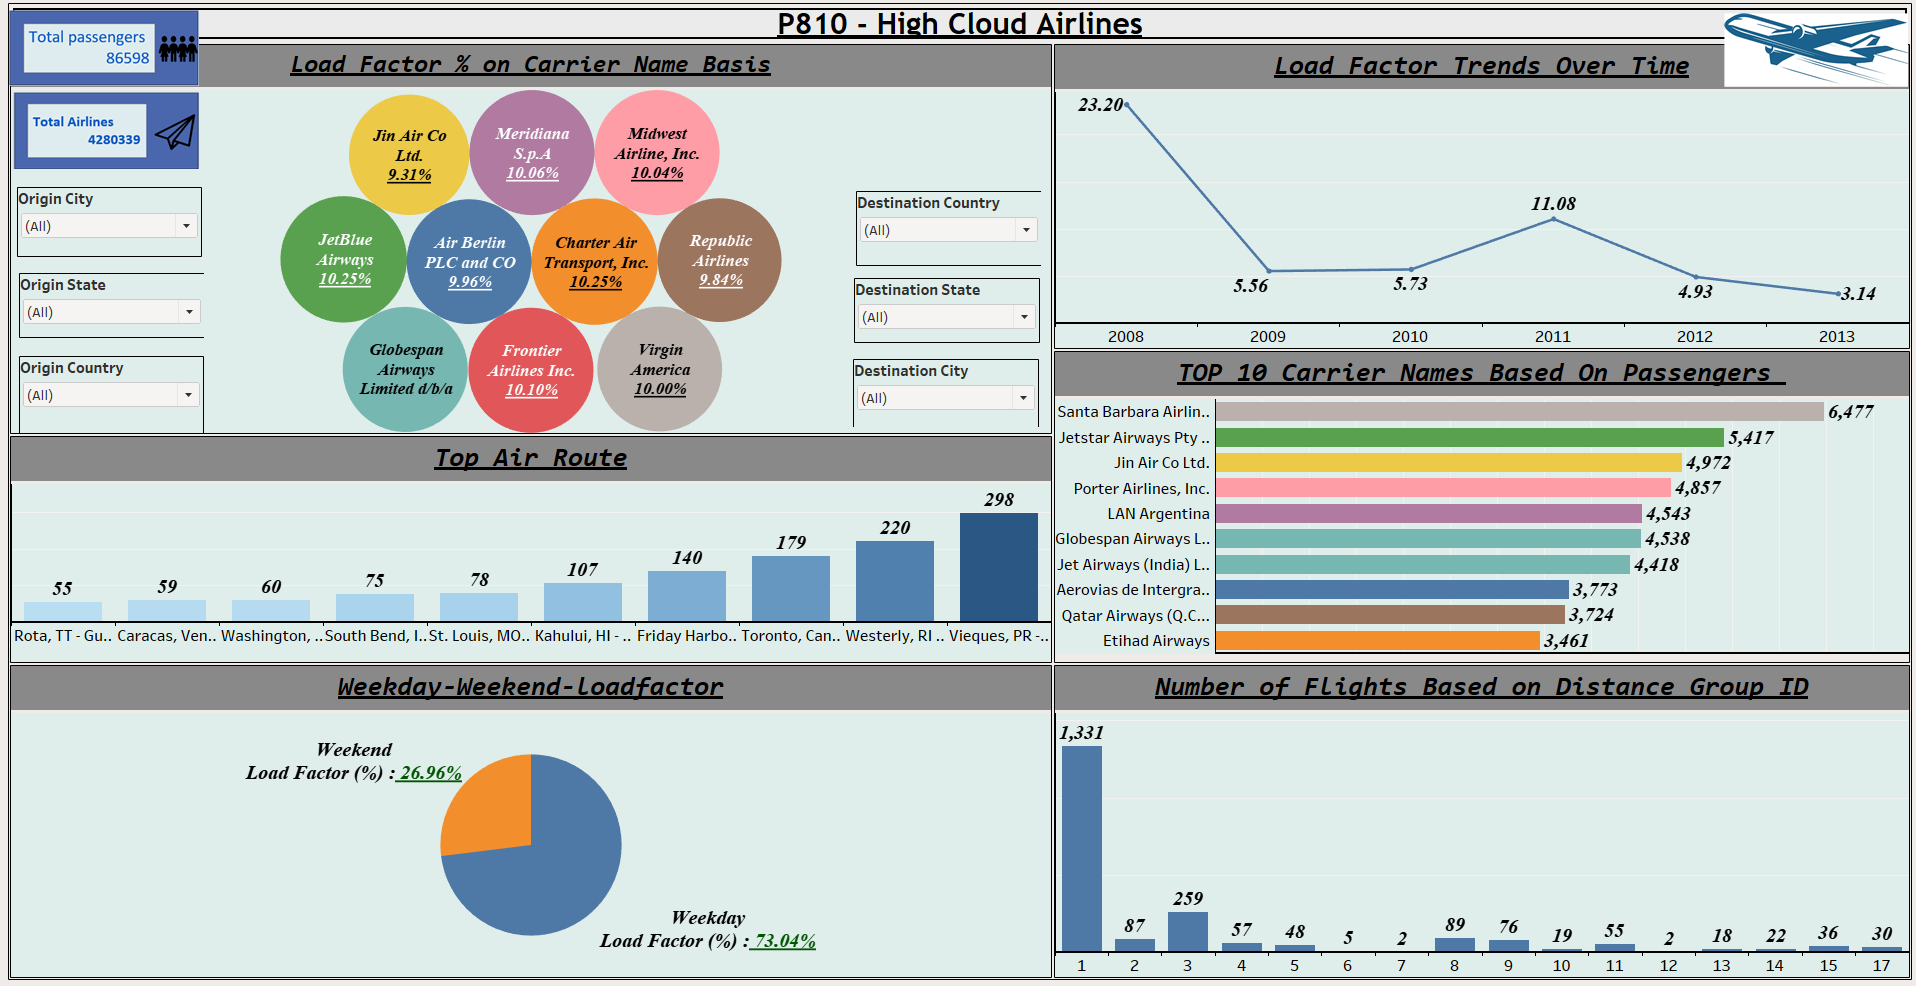 P810 - High Cloud Airlines
Total passengers
86598
Total Airlines
4280339
Load Factor % on Carrier Name Basis
Origin City
(All)
Origin State
(All)
Origin Country
(All)
Jin Air Co
Ltd.
9.31%
Meridiana
S.p.A
10.06%
Midwest
Airline, Inc.
10.04%
JetBlue
Airways
10.25%
Air Berlin
PLC and CO
9.96%
Charter Air
Transport, Inc.
10.25%
Republic
Airlines
9.84%
Globespan
Airways
Limited d/b/a
Frontier
Airlines Inc.
10.10%
Virgin
America
10.00%
Destination Country
(All)
Destination State
(All)
Destination City
(All)
Load Factor Trends Over Time
23.20
5.56
5.73
11.08
4.93
3.14
2008 2009 2010 2011 2012 2013
Top Air Route
55 59 60 75 78 107 140 179 220 298
Rota, TT - Gu.. Caracas, Ven.. Washington, .. South Bend, I.. St. Louis, MO.. Kahului, HI - .. Friday Harbo.. Toronto, Can.. Westerly, RI .. Vieques, PR -..
TOP 10 Carrier Names Based On Passengers
Santa Barbara Airlin.. 6,477
Jetstar Airways Pty .. 5,417
Jin Air Co Ltd. 4,972
Porter Airlines, Inc. 4,857
LAN Argentina 4,543
Globespan Airways L.. 4,538
Jet Airways (India) L.. 4,418
Aerovias de Intergra.. 3,773
Qatar Airways (Q.C... 3,724
Etihad Airways 3,461
Weekday-Weekend-loadfactor
Weekend
Load Factor (%) : 26.96%
Weekday
Load Factor (%) : 73.04%
Number of Flights Based on Distance Group ID
1,331 87 259 57 48 5 2 89 76 19 55 2 18 22 36 30
1 2 3 4 5 6 7 8 9 10 11 12 13 14 15 17